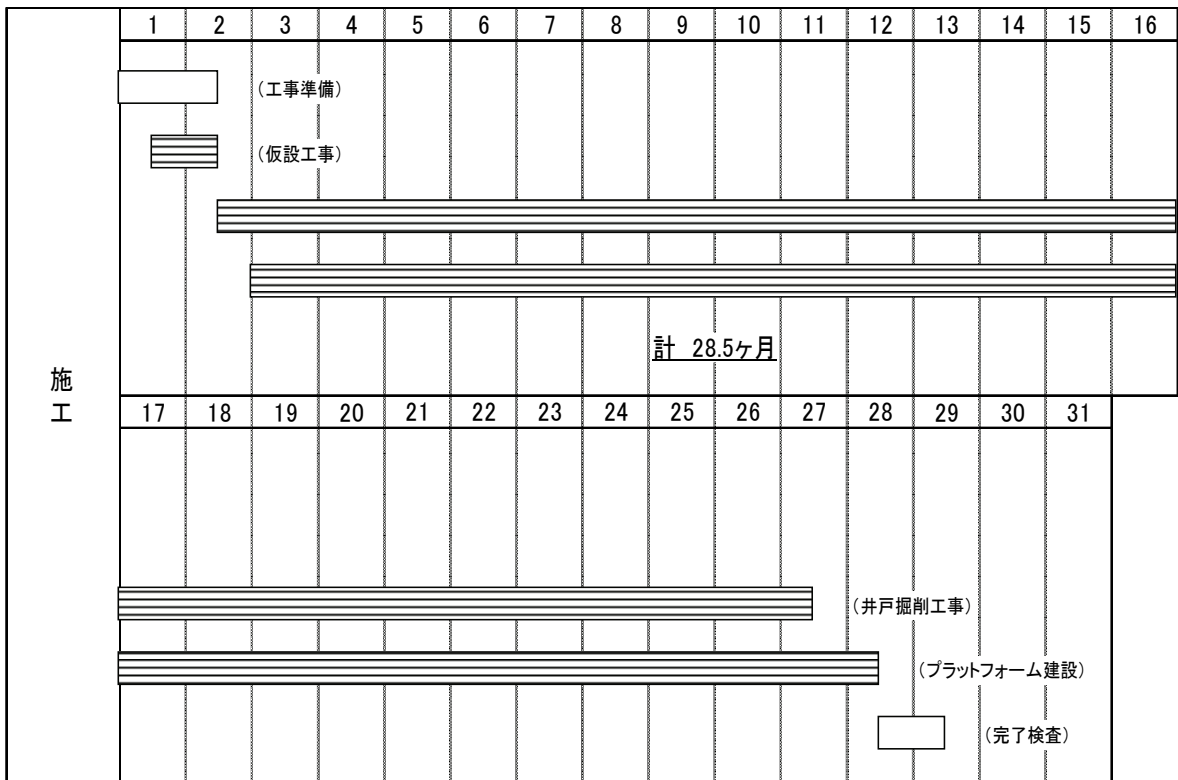 1 2 3 4 5 6 7 8 9 10 11 12 13 14 15 16
（工事準備）
（仮設工事）
計 28.5ヶ月
施
工
17 18 19 20 21 22 23 24 25 26 27 28 29 30 31
（井戸掘削工事）
（プラットフォーム建設）
（完了検査）